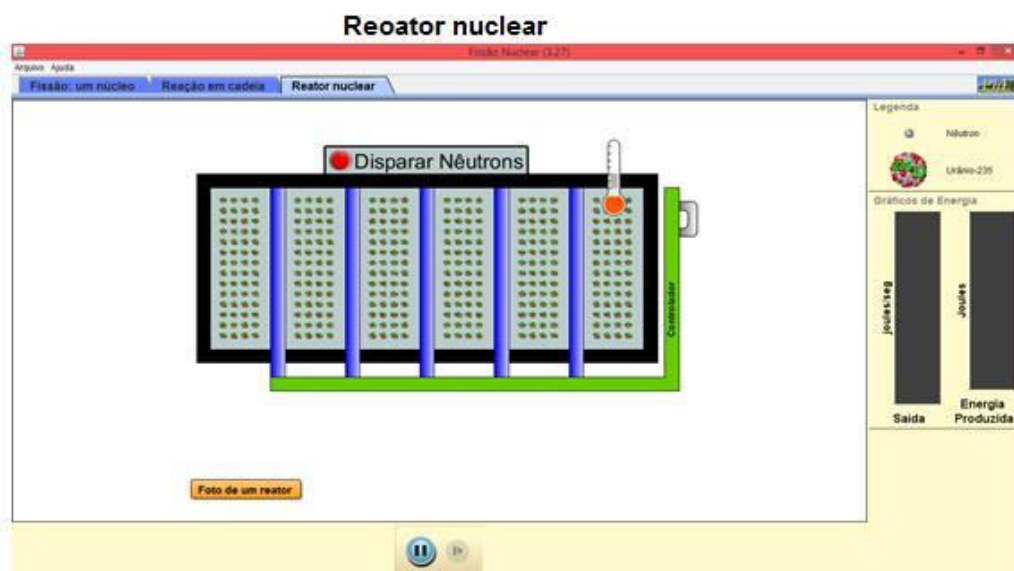 Reoator nuclear
Fissão Nuclear (3.27)
Arquivo Ajuda
Fissão: um núcleo Reação em cadeia Reator nuclear
Legenda
Nêutron
Urânio-235
Gráficos de Energia
Disparar Nêutrons
Controlador
joules/seg
Joules
Saída
Energia
Produzida
Foto de um reator